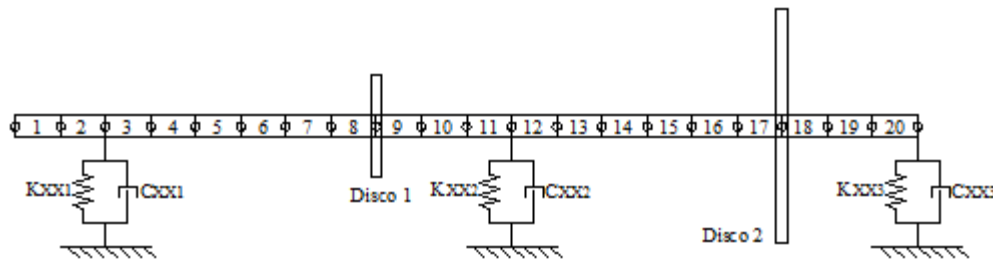 1 2 3 4 5 6 7 8 9 10 11 12 13 14 15 16 17 18 19 20
KXX1 CXX1 Disco 1 KXX2 CXX2 KXX3 CXX3
Disco 2